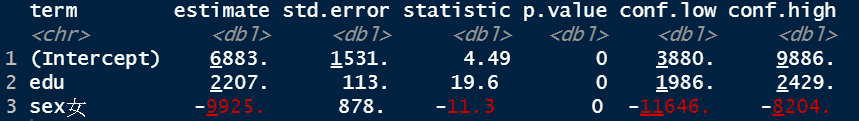 term estimate std.error statistic p.value conf.low conf.high
<chr> <dbl> <dbl> <dbl> <dbl> <dbl> <dbl>
1 (Intercept) 6883. 1531. 4.49 0 3880. 9886.
2 edu 2207. 113. 19.6 0 1986. 2429.
3 sex女 -9925. 878. -11.3 0 -11646. -8204.